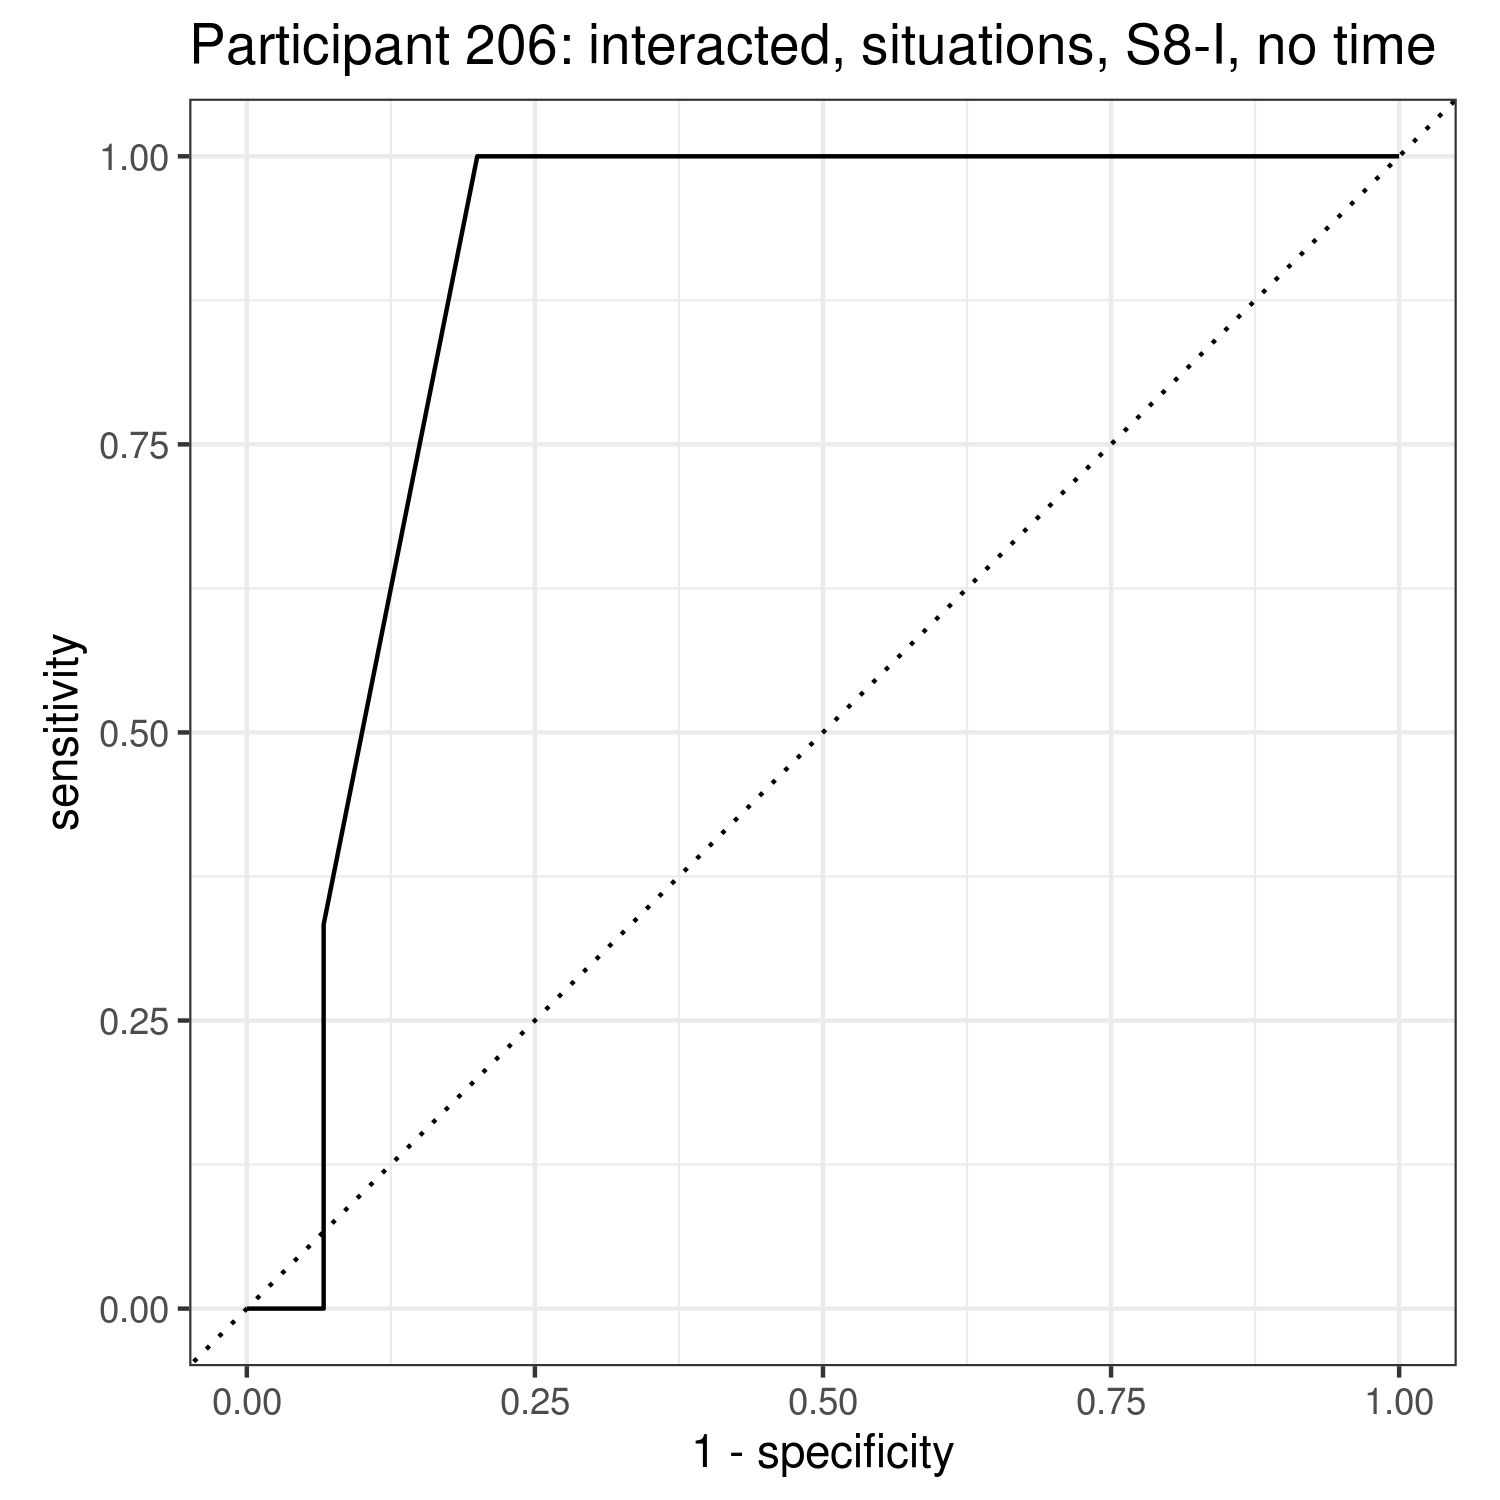 Participant 206: interacted, situations, S8-I, no time
1.00
0.75
0.50
0.25
0.00
sensitivity
0.00 0.25 0.50 0.75 1.00
1 - specificity